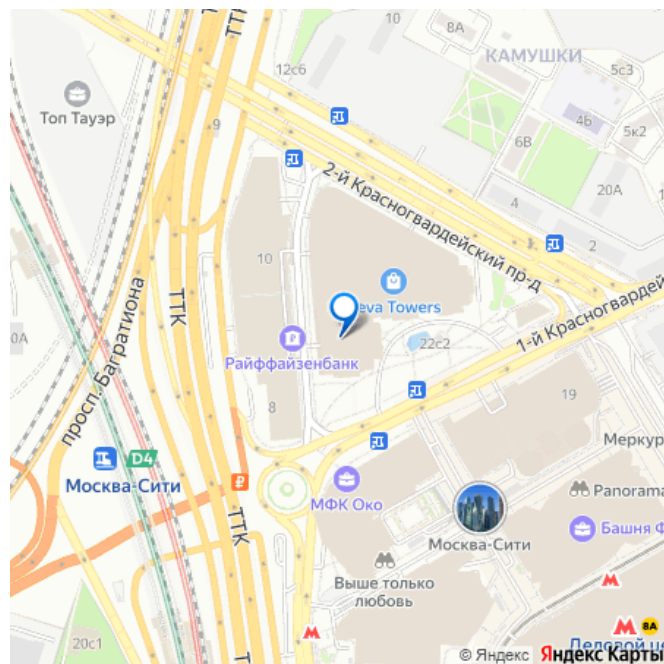 10
8А
КАМУШКИ
ТТК
12с6
5с3
Топ Тауэр
4Б
9
6В
5к2
2-й Красногвардейский пр-д
20А
4
2
10
eva Towers
1-й Красногвардей
ТТК
просп. Багратиона
0А
22с2
Райффайзенбанк
8
19
Меркур
D4
Москва-Сити
₽
Panorama
МФК Око
ТТК
Башня Ф
Москва-Сити
Выше только
любовь
20с1
8А
Деловой це
© Яндекс Яндекс Карты